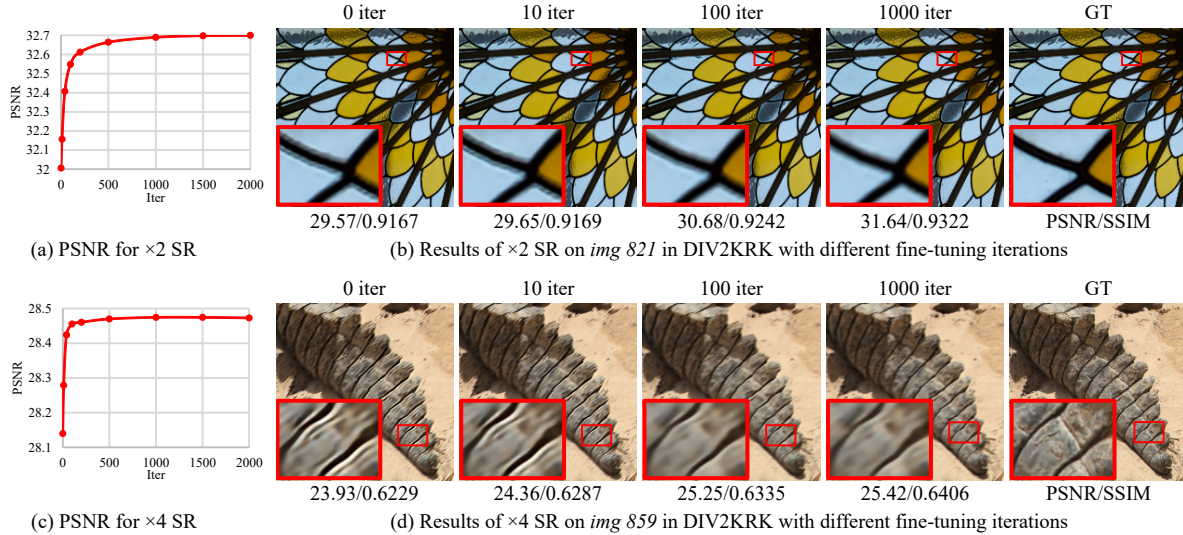 0 iter 10 iter 100 iter 1000 iter GT
32.7
32.6
32.5
32.4
32.3
32.2
32.1
32
PSNR
0 500 1000 1500 2000
Iter
29.57/0.9167 29.65/0.9169 30.68/0.9242 31.64/0.9322 PSNR/SSIM
(a) PSNR for ×2 SR
(b) Results of ×2 SR on img 821 in DIV2KRK with different fine-tuning iterations
0 iter 10 iter 100 iter 1000 iter GT
28.5
28.4
28.3
28.2
28.1
PSNR
0 500 1000 1500 2000
Iter
23.93/0.6229 24.36/0.6287 25.25/0.6335 25.42/0.6406 PSNR/SSIM
(c) PSNR for ×4 SR
(d) Results of ×4 SR on img 859 in DIV2KRK with different fine-tuning iterations